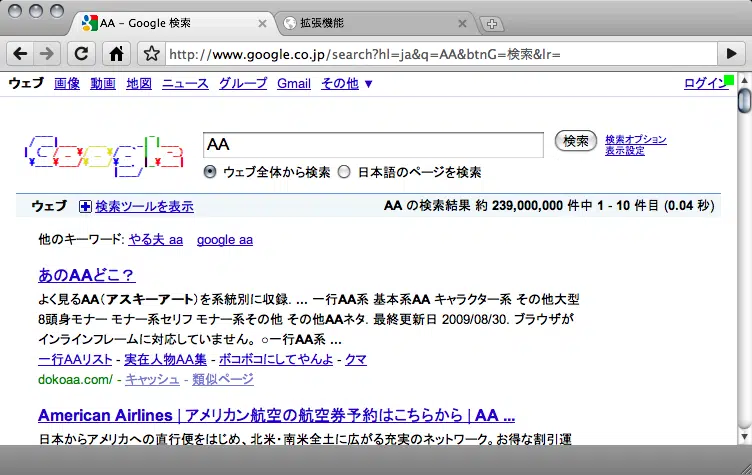 AA - Google 検索
拡張機能
http://www.google.co.jp/search?hl=ja&q=AA&btnG=検索&lr=
ウェブ 画像 動画 地図 ニュース グループ Gmail その他 ▼ ログイン
Google AA 検索 検索オプション
表示設定
ウェブ全体から検索 日本語のページを検索
ウェブ 検索ツールを表示 AA の検索結果 約 239,000,000 件中 1 - 10 件目 (0.04 秒)
他のキーワード: やる夫 aa google aa
あのAAどこ？
よく見るAA（アスキーアート）を系統別に収録. ... 一行AA系 基本系AA キャラクター系 その他大型
8頭身モナー モナー系セリフ モナー系その他 その他AAネタ. 最終更新日 2009/08/30. ブラウザが
インラインフレームに対応していません。 ○一行AA系 ...
一行AAリスト - 実在人物AA集 - ボコボコにしてやんよ - クマ
dokoaa.com/ - キャッシュ - 類似ページ
American Airlines | アメリカン航空の航空券予約はこちらから | AA ...
日本からアメリカへの直行便をはじめ、北米・南米全土に広がる充実のネットワーク。お得な割引運